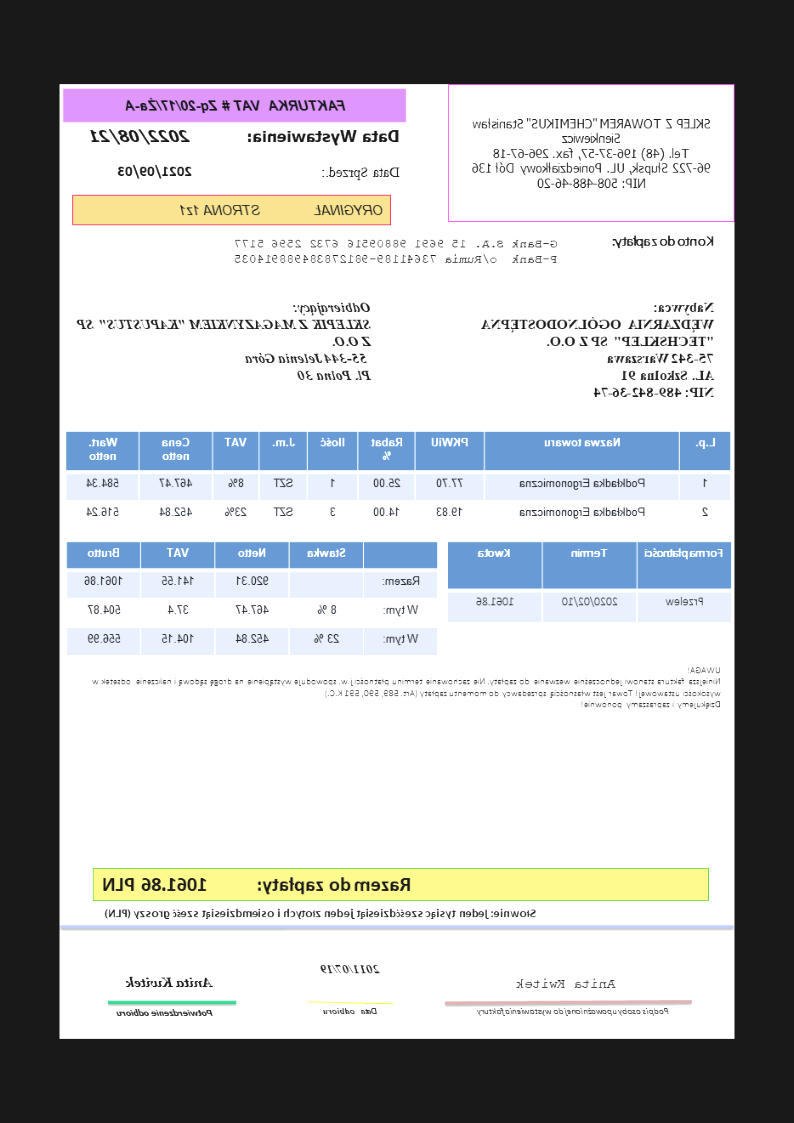 SKLEP Z TOWAREM "CHEMIKUS" Stanisław
Sienkiewicz
Tel. (48) 196-37-57, fax. 296-67-18
96-722 Słupsk, UL. Poniedziałkowy Dół 136
NIP: 508-488-46-20
FAKTURKA VAT # Zq-20/17/Ża-A
Data Wystawienia: 2022/08/21
Data Sprzed.: 2021/09/03
ORYGINAŁ STRONA 1z1
Konto do zapłaty: G-Bank S.A. 15 9691 98809516 6732 2596 5177
P-Bank o/Rumia 73641189-981278384988914035
Nabywca:
WĘDZARNIA OGÓLNODOSTĘPNA
"TECHSKLEP" SP Z O.O.
75-342 Warszawa
AL. Szkolna 91
NIP: 489-842-36-74
Odbierający:
SKLEPIK Z MAGAZYNKIEM "KAPUSTUS" SP
Z O.O.
55-344 Jelenia Góra
Pl. Polna 30
L.p. Nazwa towaru PKWiU Rabat % Ilość J.m. VAT Cena netto Wart. netto
1 Podkładka Ergonomiczna 77.70 25.00 1 SZT 8% 467.47 584.34
2 Podkładka Ergonomiczna 19.83 14.00 3 SZT 23% 452.84 516.24
Forma płatności Termin Kwota
Przelew 2020/02/10 1061.86
Stawka Netto VAT Brutto
Razem: 920.31 141.55 1061.86
W tym: 8 % 467.47 37.4 504.87
W tym: 23 % 452.84 104.15 556.99
UWAGA!
Niniejsza faktura stanowi jednocześnie wezwanie do zapłaty. Nie zachowanie terminu płatności j.w. spowoduje wystąpienie na drogę sądową i naliczenie odsetek w
wysokości ustawowej! Towar jest własnością sprzedawcy do momentu zapłaty (Art. 589, 590, 591 K.C.)
Dziękujemy i zapraszamy ponownie!
Razem do zapłaty: 1061.86 PLN
Słownie: Jeden tysiąc sześćdziesiąt jeden złotych i osiemdziesiąt sześć groszy (PLN)
Anita Kwitek
Podpis osoby upoważnionej do wystawienia faktury
2011/07/19
Data odbioru
Anita Kwitek
Potwierdzenie odbioru